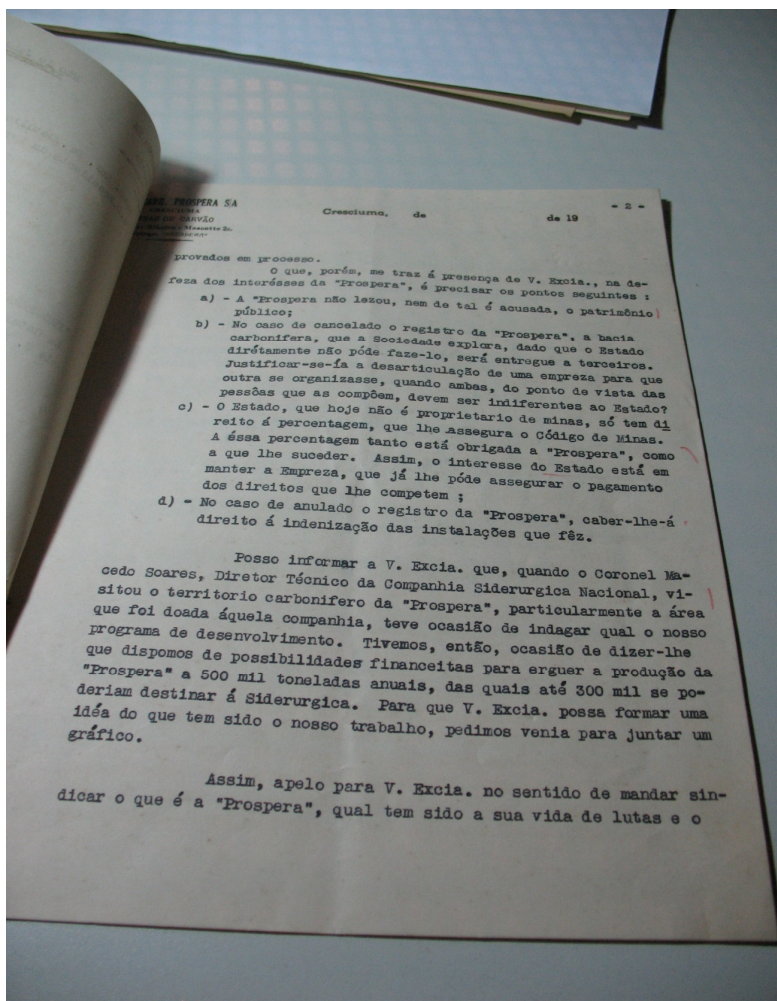 PROSPERA S/A
CRESCIUMA
DE CARVÃO
Cresciuma, de de 19
- 2 -
provados em processo.
O que, porém, me traz á presença de V. Excia., na de-
feza dos interésses da "Prospera", é precisar os pontos seguintes :
a) - A "Prospera não lezou, nem de tal é acusada, o patrimônio
público;
b) - No caso de cancelado o registro da "Prospera", a bacia
carbonifera, que a Sociedade explora, dado que o Estado
dirétamente não póde faze-lo, será entregue a terceiros.
Justificar-se-ía a desarticulação de uma empreza para que
outra se organizasse, quando ambas, do ponto de vista das
pessôas que as compõem, devem ser indiferentes ao Estado?
c) - O Estado, que hoje não é proprietario de minas, só tem di
reito á percentagem, que lhe assegura o Código de Minas.
A éssa percentagem tanto está obrigada a "Prospera", como
a que lhe suceder. Assim, o interesse do Estado está em
manter a Empreza, que já lhe póde assegurar o pagamento
dos direitos que lhe competem ;
d) - No caso de anulado o registro da "Prospera", caber-lhe-á
direito á indenização das instalações que fêz.
Posso informar a V. Excia. que, quando o Coronel Ma-
cedo Soares, Diretor Técnico da Companhia Siderurgica Nacional, vi-
sitou o territorio carbonifero da "Prospera", particularmente a área
que foi doada áquela companhia, teve ocasião de indagar qual o nosso
programa de desenvolvimento. Tivemos, então, ocasião de dizer-lhe
que dispomos de possibilidades financeitas para erguer a produção da
"Prospera" a 500 mil toneladas anuais, das quais até 300 mil se po-
deriam destinar á Siderurgica. Para que V. Excia. possa formar uma
idéa do que tem sido o nosso trabalho, pedimos venia para juntar um
gráfico.
Assim, apelo para V. Excia. no sentido de mandar sin-
dicar o que é a "Prospera", qual tem sido a sua vida de lutas e o